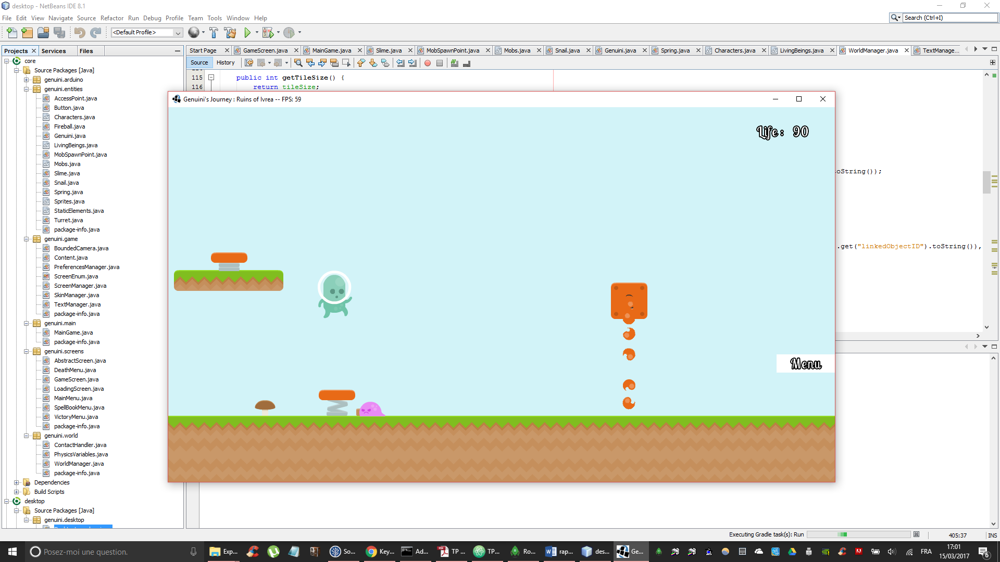 desktop - NetBeans IDE 8.1
File Edit View Navigate Source Refactor Run Debug Profile Team Tools Window Help
Search (Ctrl+I)
<Default Profile>
Projects Services Files
Start Page GameScreen.java MainGame.java Slime.java MobSpawnPoint.java Mobs.java Snail.java Genuini.java Spring.java Characters.java LivingBeings.java WorldManager.java TextManage...
Source History
115 public int getTileSize() {
116 return tileSize;
core
Source Packages [Java]
genuini.arduino
genuini.entities
AccessPoint.java
Button.java
Characters.java
Fireball.java
Genuini.java
LivingBeings.java
MobSpawnPoint.java
Mobs.java
Slime.java
Snail.java
Spring.java
Sprites.java
StaticElements.java
Turret.java
package-info.java
genuini.game
BoundedCamera.java
Content.java
PreferencesManager.java
ScreenEnum.java
ScreenManager.java
SkinManager.java
TextManager.java
package-info.java
genuini.main
MainGame.java
package-info.java
genuini.screens
AbstractScreen.java
DeathMenu.java
GameScreen.java
LoadingScreen.java
MainMenu.java
SpellBookMenu.java
VictoryMenu.java
package-info.java
genuini.world
ContactHandler.java
PhysicsVariables.java
WorldManager.java
package-info.java
Dependencies
Build Scripts
desktop
Source Packages [Java]
genuini.desktop
Genuini's Journey : Ruins of Ivrea -- FPS: 59
Life : 90
Menu
oString());
.get("linkedObjectID").toString()),
Executing Gradle task(s): Run
405:37 INS
Posez-moi une question.
Exp... So... Key... Ad... TP ... TP... Ro... rap... des... Ge...
FRA
17:01
15/03/2017
6